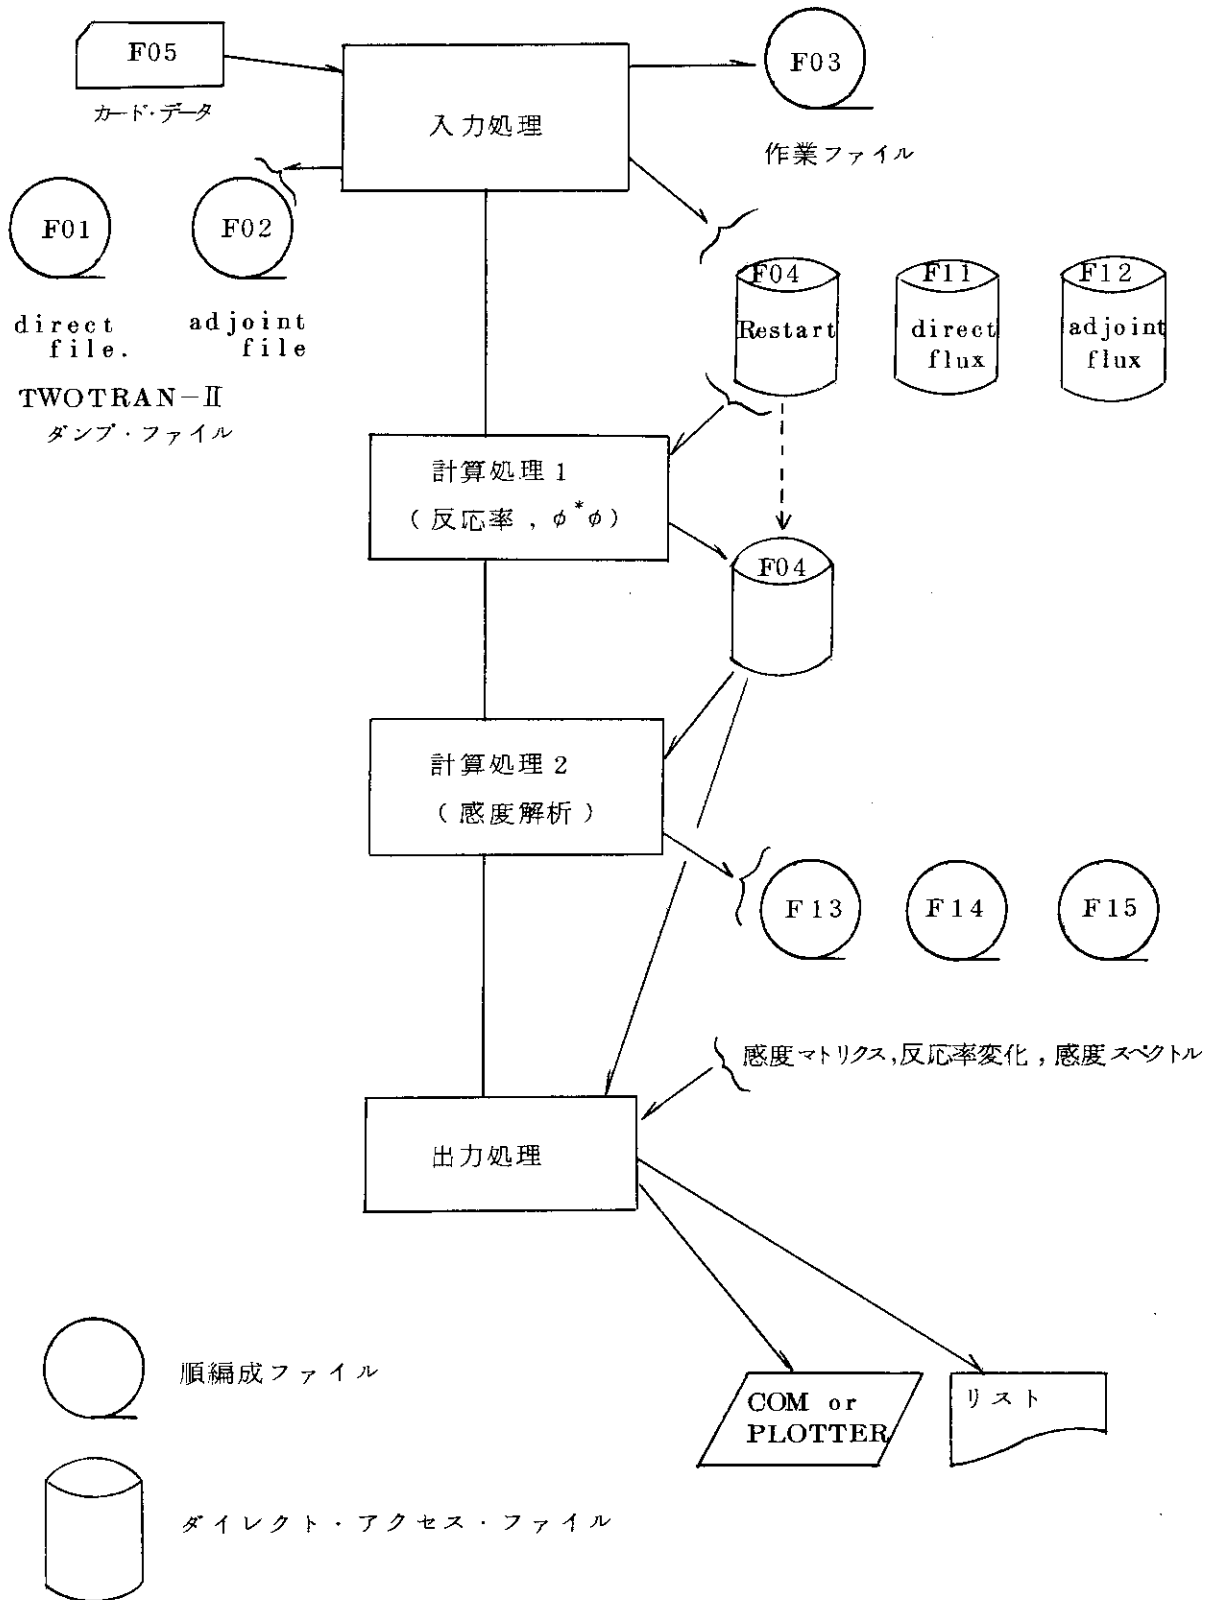 F05
カード・データ
入力処理
F03
作業ファイル
F01
F02
direct
file.
adjoint
file
TWOTRAN-Ⅱ
ダンプ・ファイル
F04
Restart
F11
direct
flux
F12
adjoint
flux
計算処理1
(反応率, φ*φ)
F04
計算処理2
(感度解析)
F13
F14
F15
感度マトリクス,反応率変化,感度スペクトル
出力処理
COM or
PLOTTER
リスト
順編成ファイル
ダイレクト・アクセス・ファイル